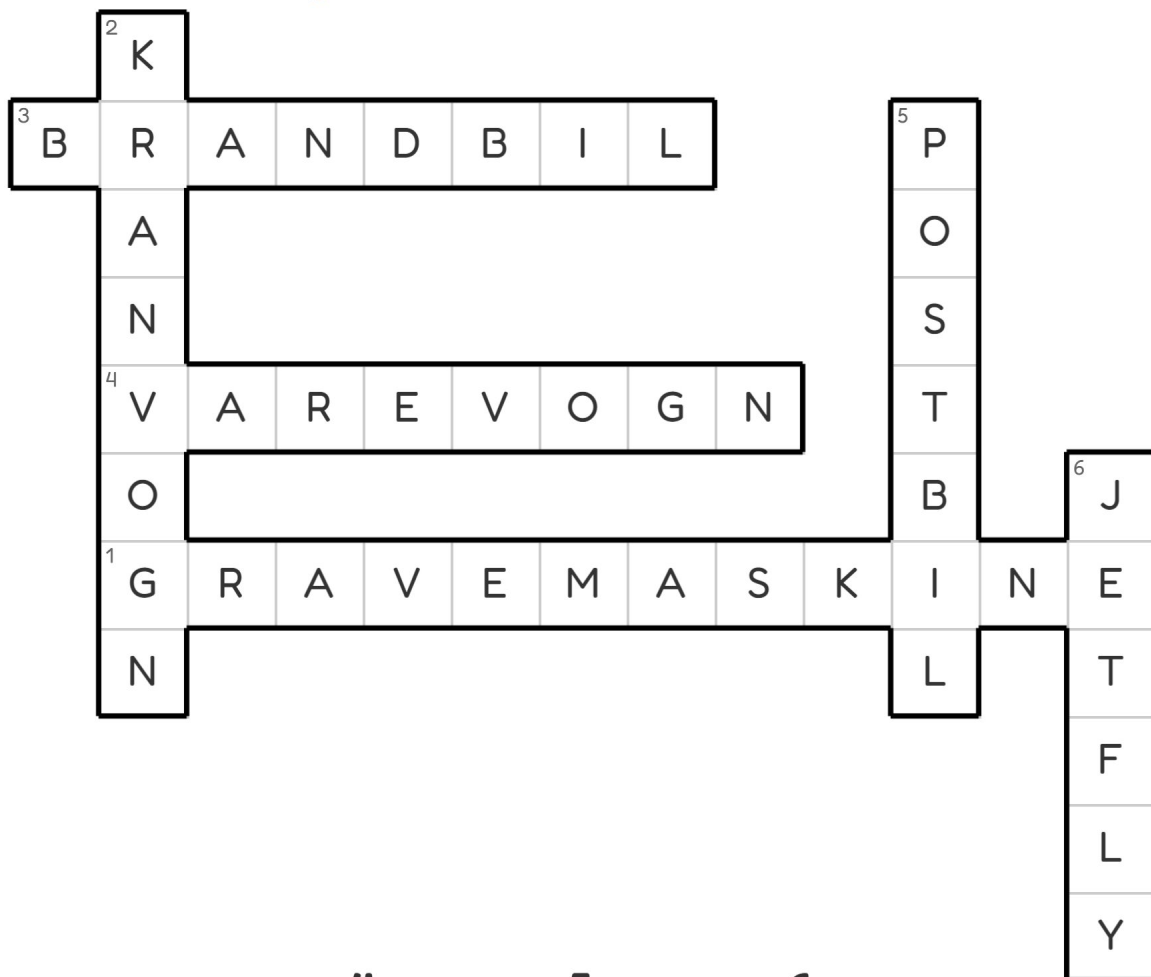 2 K
3 B R A N D B I L 5 P
A O
N S
4 V A R E V O G N T
O B 6 J
1 G R A V E M A S K I N E
N L T
F
L
Y